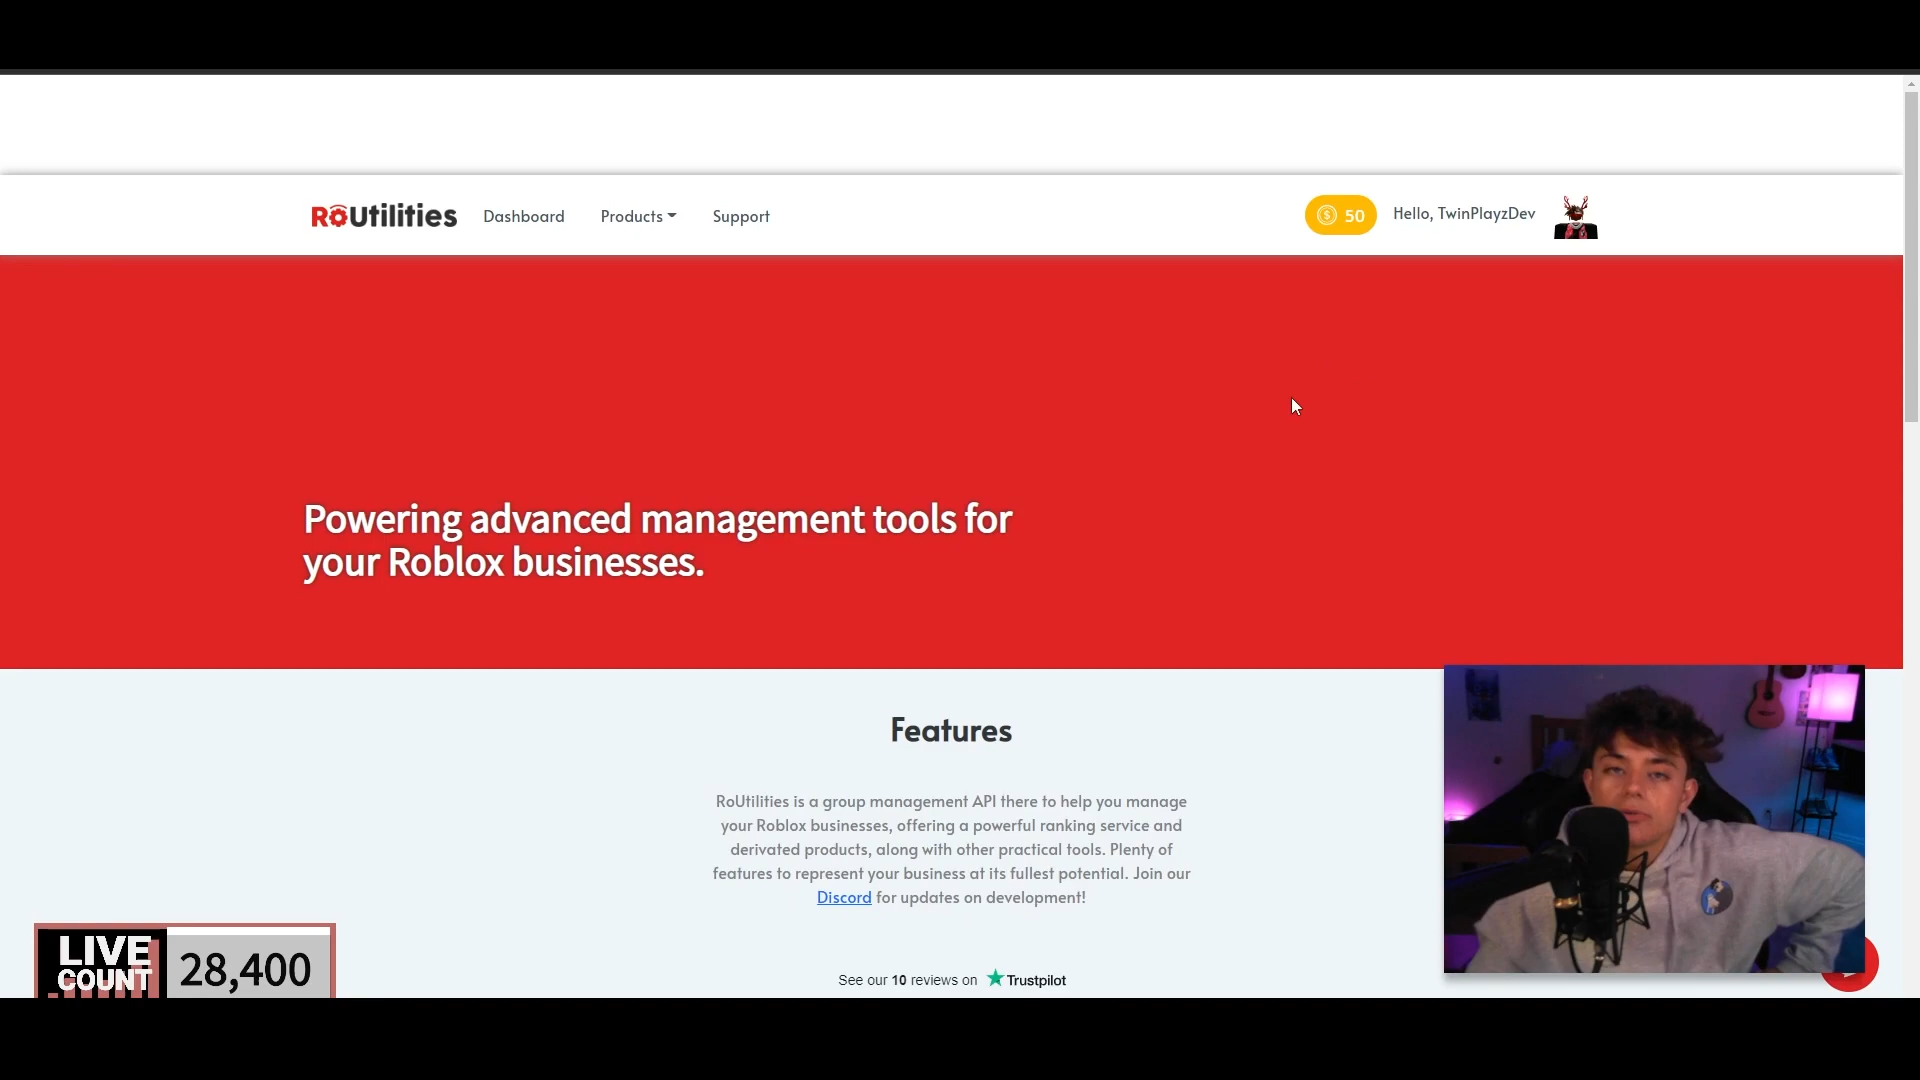 RoUtilities
Dashboard
Products
Support
50
Hello, TwinPlayzDev
Powering advanced management tools for
your Roblox businesses.
Features
RoUtilities is a group management API there to help you manage
your Roblox businesses, offering a powerful ranking service and
derivated products, along with other practical tools. Plenty of
features to represent your business at its fullest potential. Join our
Discord for updates on development!
See our 10 reviews on Trustpilot
LIVE
COUNT
28,400